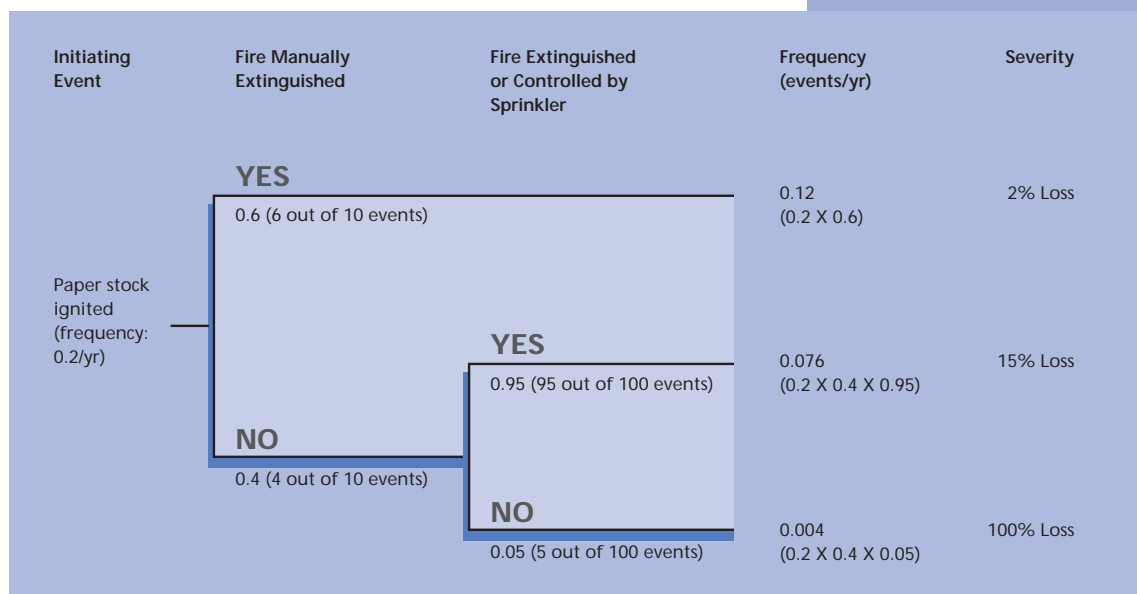 Initiating
Event
Fire Manually
Extinguished
Fire Extinguished
or Controlled by
Sprinkler
Frequency
(events/yr)
Severity
YES
0.6 (6 out of 10 events)
0.12
(0.2 X 0.6)
2% Loss
Paper stock
ignited
(frequency:
0.2/yr)
YES
0.95 (95 out of 100 events)
0.076
(0.2 X 0.4 X 0.95)
15% Loss
NO
0.4 (4 out of 10 events)
NO
0.05 (5 out of 100 events)
0.004
(0.2 X 0.4 X 0.05)
100% Loss